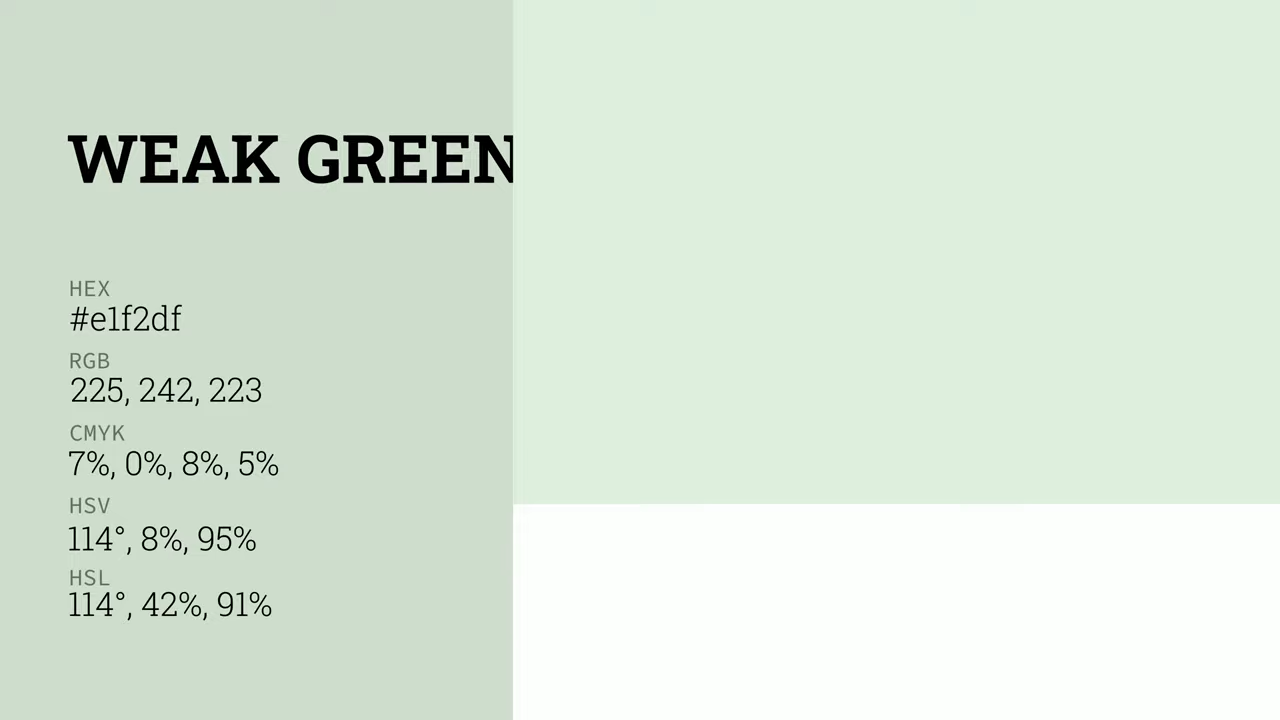 WEAK GREEN
HEX
#e1f2df
RGB
225, 242, 223
CMYK
7%, 0%, 8%, 5%
HSV
114°, 8%, 95%
HSL
114°, 42%, 91%